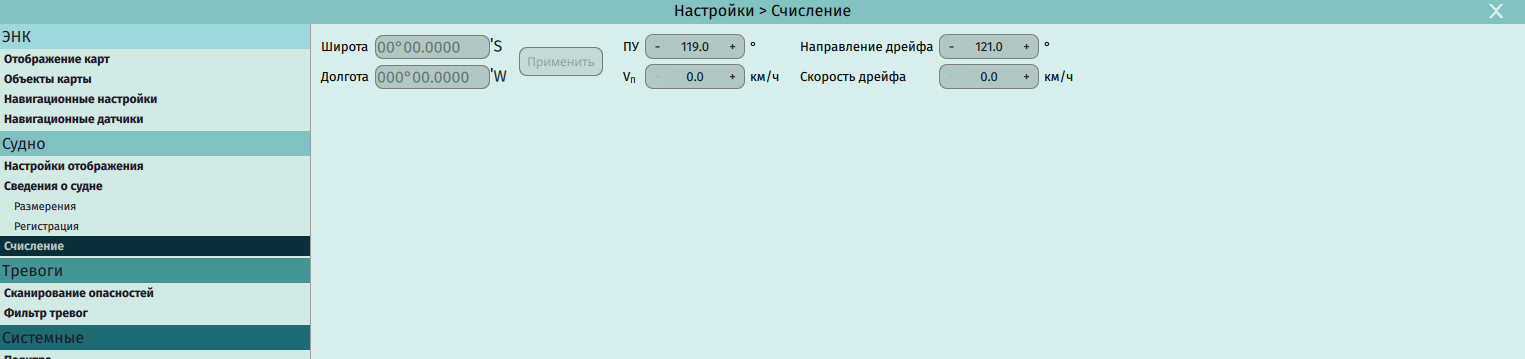 Настройки > Счисление
X
ЭНК
Отображение карт
Объекты карты
Навигационные настройки
Навигационные датчики
Судно
Настройки отображения
Сведения о судне
Размерения
Регистрация
Счисление
Тревоги
Сканирование опасностей
Фильтр тревог
Системные
Широта 00°00.0000 'S
Долгота 000°00.0000 'W
Применить
ПУ - 119.0 + °
Vп - 0.0 + км/ч
Направление дрейфа - 121.0 + °
Скорость дрейфа - 0.0 + км/ч